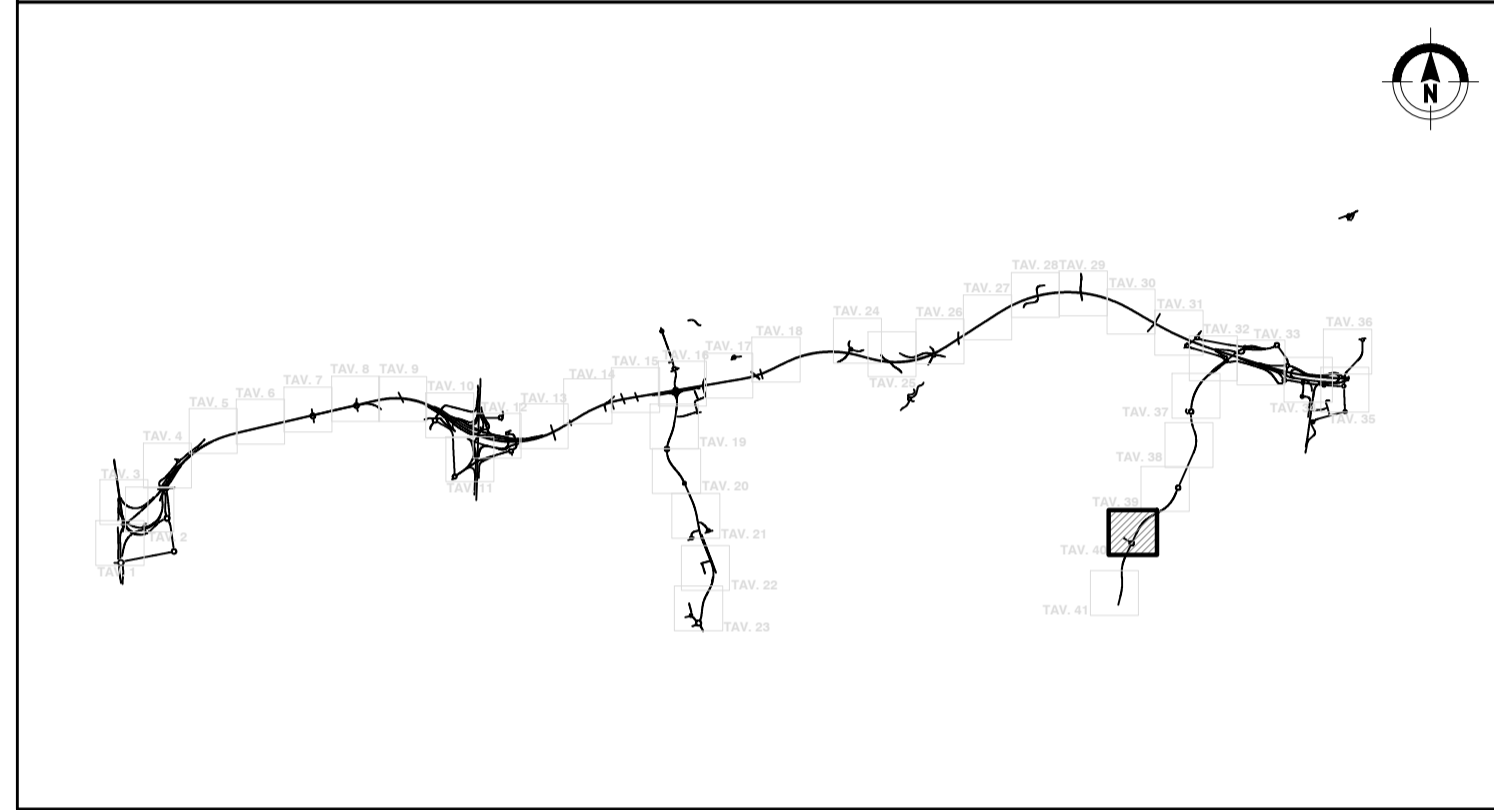 N
TAV. 28
TAV. 29
TAV. 27
TAV. 30
TAV. 31
TAV. 24
TAV. 26
TAV. 18
TAV. 17
TAV. 16
TAV. 15
TAV. 25
TAV. 32
TAV. 33
TAV. 36
TAV. 14
TAV. 13
TAV. 12
TAV. 10
TAV. 9
TAV. 8
TAV. 7
TAV. 6
TAV. 5
TAV. 4
TAV. 3
TAV. 2
TAV. 1
TAV. 11
TAV. 19
TAV. 20
TAV. 21
TAV. 22
TAV. 23
TAV. 35
TAV. 37
TAV. 38
TAV. 39
TAV. 40
TAV. 41